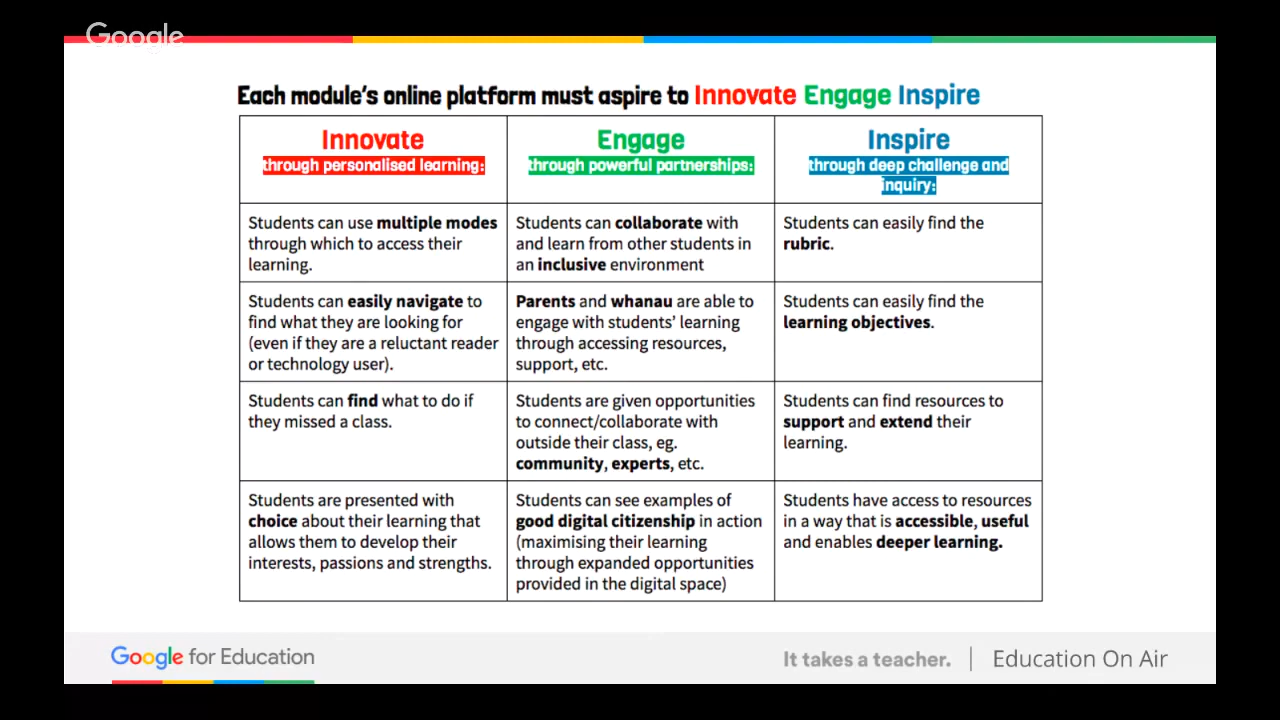 Google
Each module's online platform must aspire to Innovate Engage Inspire
Innovate
through personalised learning:
Engage
through powerful partnerships:
Inspire
through deep challenge and
inquiry:
Students can use multiple modes
through which to access their
learning.
Students can collaborate with
and learn from other students in
an inclusive environment
Students can easily find the
rubric.
Students can easily navigate to
find what they are looking for
(even if they are a reluctant reader
or technology user).
Parents and whanau are able to
engage with students' learning
through accessing resources,
support, etc.
Students can easily find the
learning objectives.
Students can find what to do if
they missed a class.
Students are given opportunities
to connect/collaborate with
outside their class, eg.
community, experts, etc.
Students can find resources to
support and extend their
learning.
Students are presented with
choice about their learning that
allows them to develop their
interests, passions and strengths.
Students can see examples of
good digital citizenship in action
(maximising their learning
through expanded opportunities
provided in the digital space)
Students have access to resources
in a way that is accessible, useful
and enables deeper learning.
Google for Education
It takes a teacher. | Education On Air